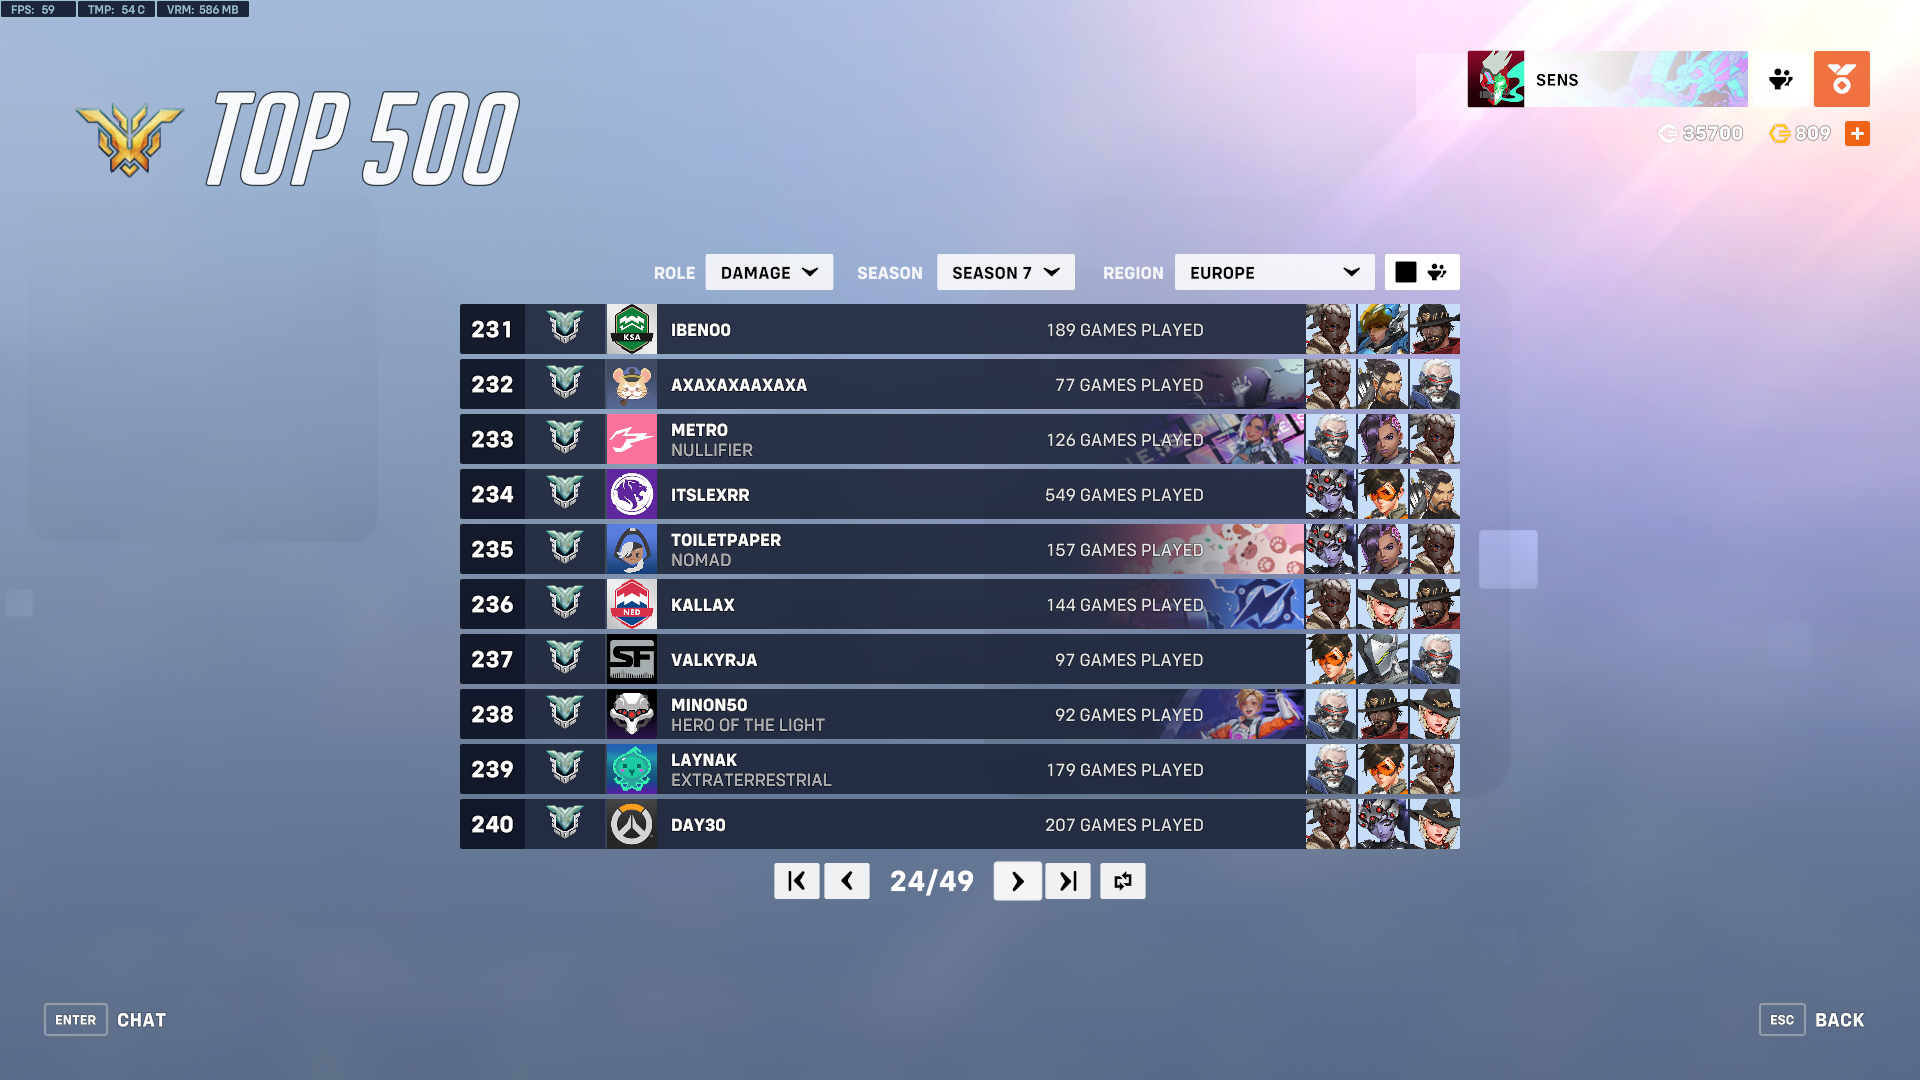 FPS: 59 TMP: 54 C VRM: 586 MB
SENS
35700 809
TOP 500
ROLE DAMAGE SEASON SEASON 7 REGION EUROPE
231 KSA IBENOO 189 GAMES PLAYED
232 AXAXAXAAXAXA 77 GAMES PLAYED
233 METRO 126 GAMES PLAYED
NULLIFIER
234 ITSLEXRR 549 GAMES PLAYED
235 TOILETPAPER 157 GAMES PLAYED
NOMAD
236 NED KALLAX 144 GAMES PLAYED
237 SF VALKYRJA 97 GAMES PLAYED
238 MINON50 92 GAMES PLAYED
HERO OF THE LIGHT
239 LAYNAK 179 GAMES PLAYED
EXTRATERRESTRIAL
240 DAY30 207 GAMES PLAYED
24/49
ENTER CHAT
ESC BACK